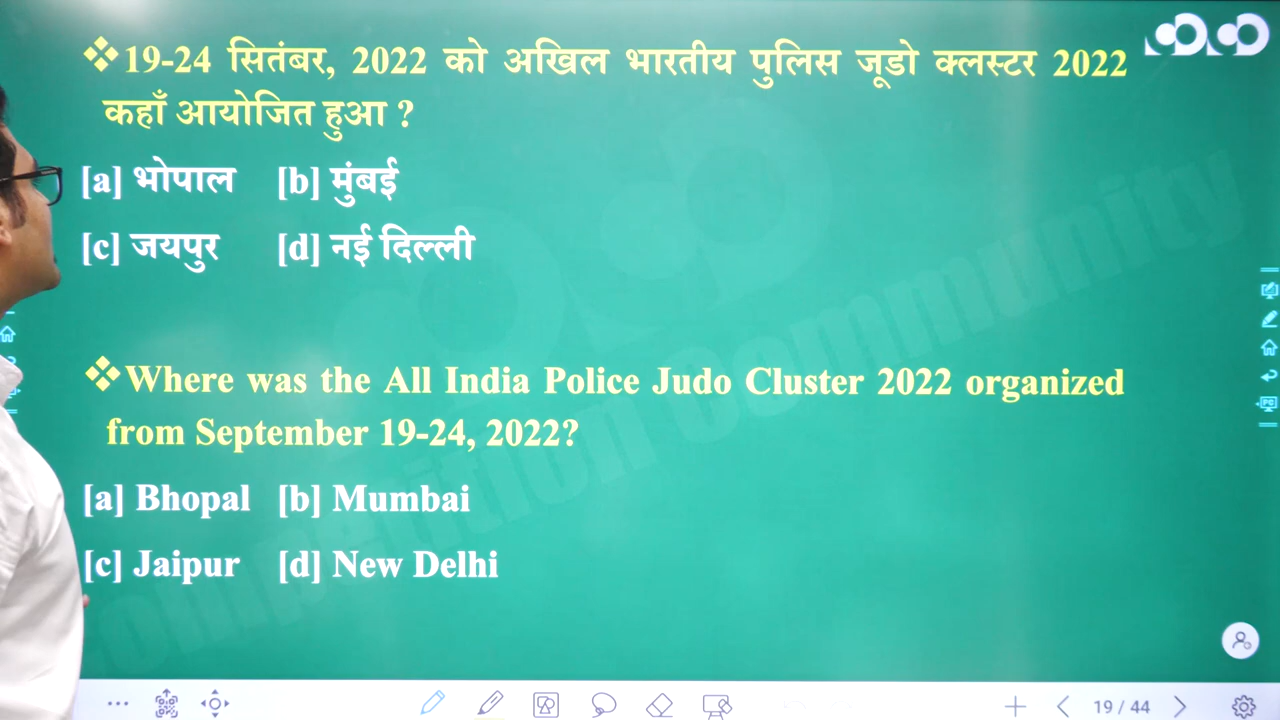 ❖19-24 सितंबर, 2022 को अखिल भारतीय पुलिस जूडो क्लस्टर 2022
कहाँ आयोजित हुआ ?
[a] भोपाल [b] मुंबई
[c] जयपुर [d] नई दिल्ली
❖Where was the All India Police Judo Cluster 2022 organized
from September 19-24, 2022?
[a] Bhopal [b] Mumbai
[c] Jaipur [d] New Delhi
19 / 44